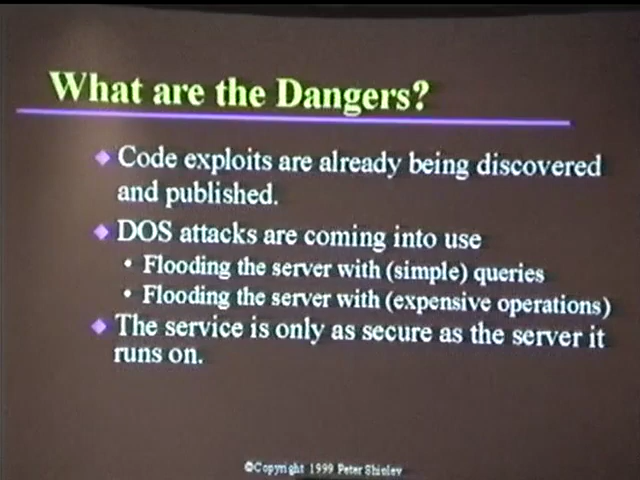 What are the Dangers?
Code exploits are already being discovered
and published.
DOS attacks are coming into use
Flooding the server with (simple) queries
Flooding the server with (expensive operations)
The service is only as secure as the server it
runs on.
©Copyright 1999 Peter Shipley